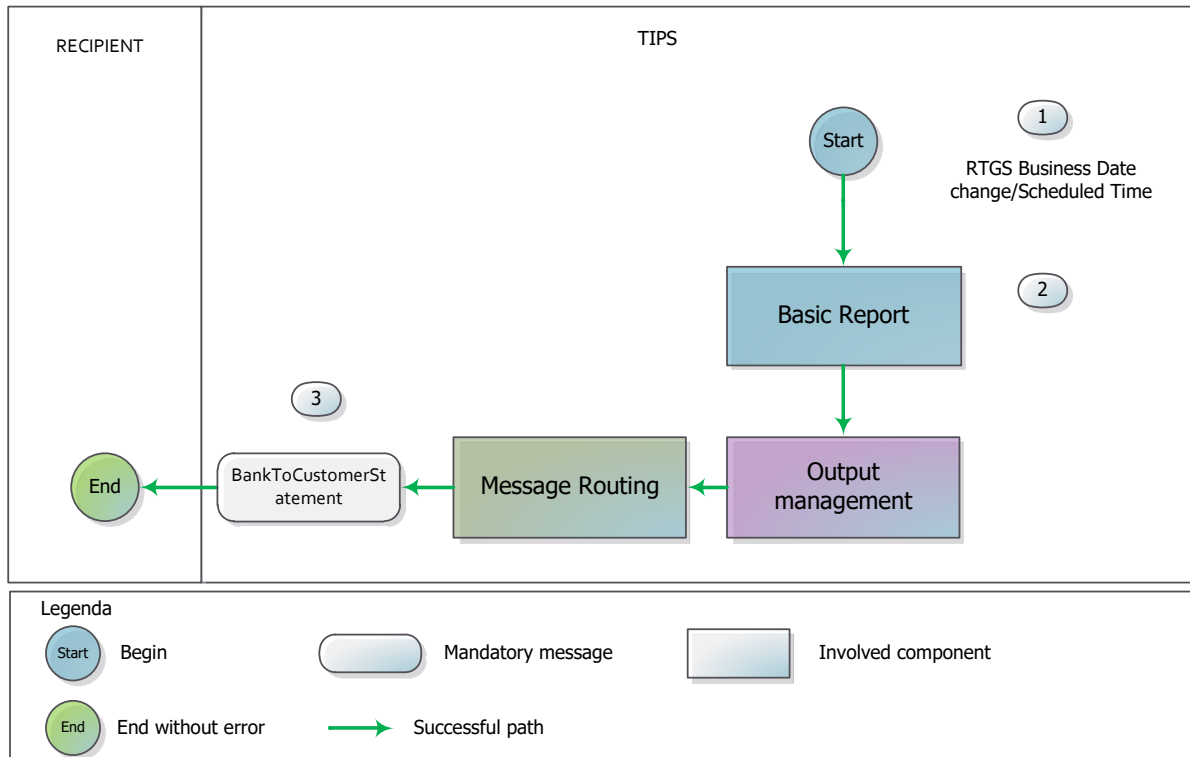 RECIPIENT
TIPS
1
Start
RTGS Business Date
change/Scheduled Time
2
Basic Report
3
End
BankToCustomerSt
atement
Message Routing
Output
management
Legenda
Start
Begin
Mandatory message
Involved component
End
End without error
Successful path